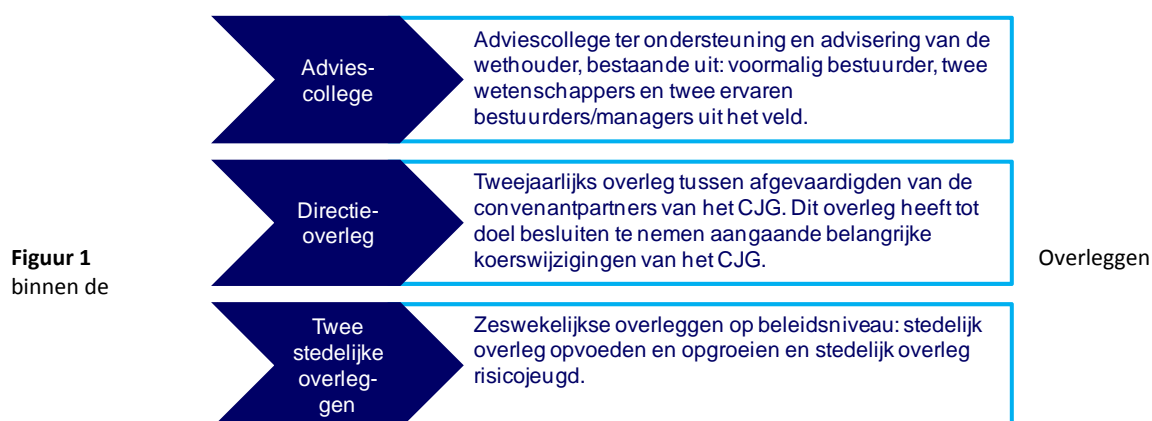 Advies-
college
Adviescollege ter ondersteuning en advisering van de
wethouder, bestaande uit: voormalig bestuurder, twee
wetenschappers en twee ervaren
bestuurders/managers uit het veld.
Directie-
overleg
Tweejaarlijks overleg tussen afgevaardigden van de
convenantpartners van het CJG. Dit overleg heeft tot
doel besluiten te nemen aangaande belangrijke
koerswijzigingen van het CJG.
Figuur 1
Overleggen
binnen de
Twee
stedelijke
overleg-
gen
Zeswekelijkse overleggen op beleidsniveau: stedelijk
overleg opvoeden en opgroeien en stedelijk overleg
risicojeugd.